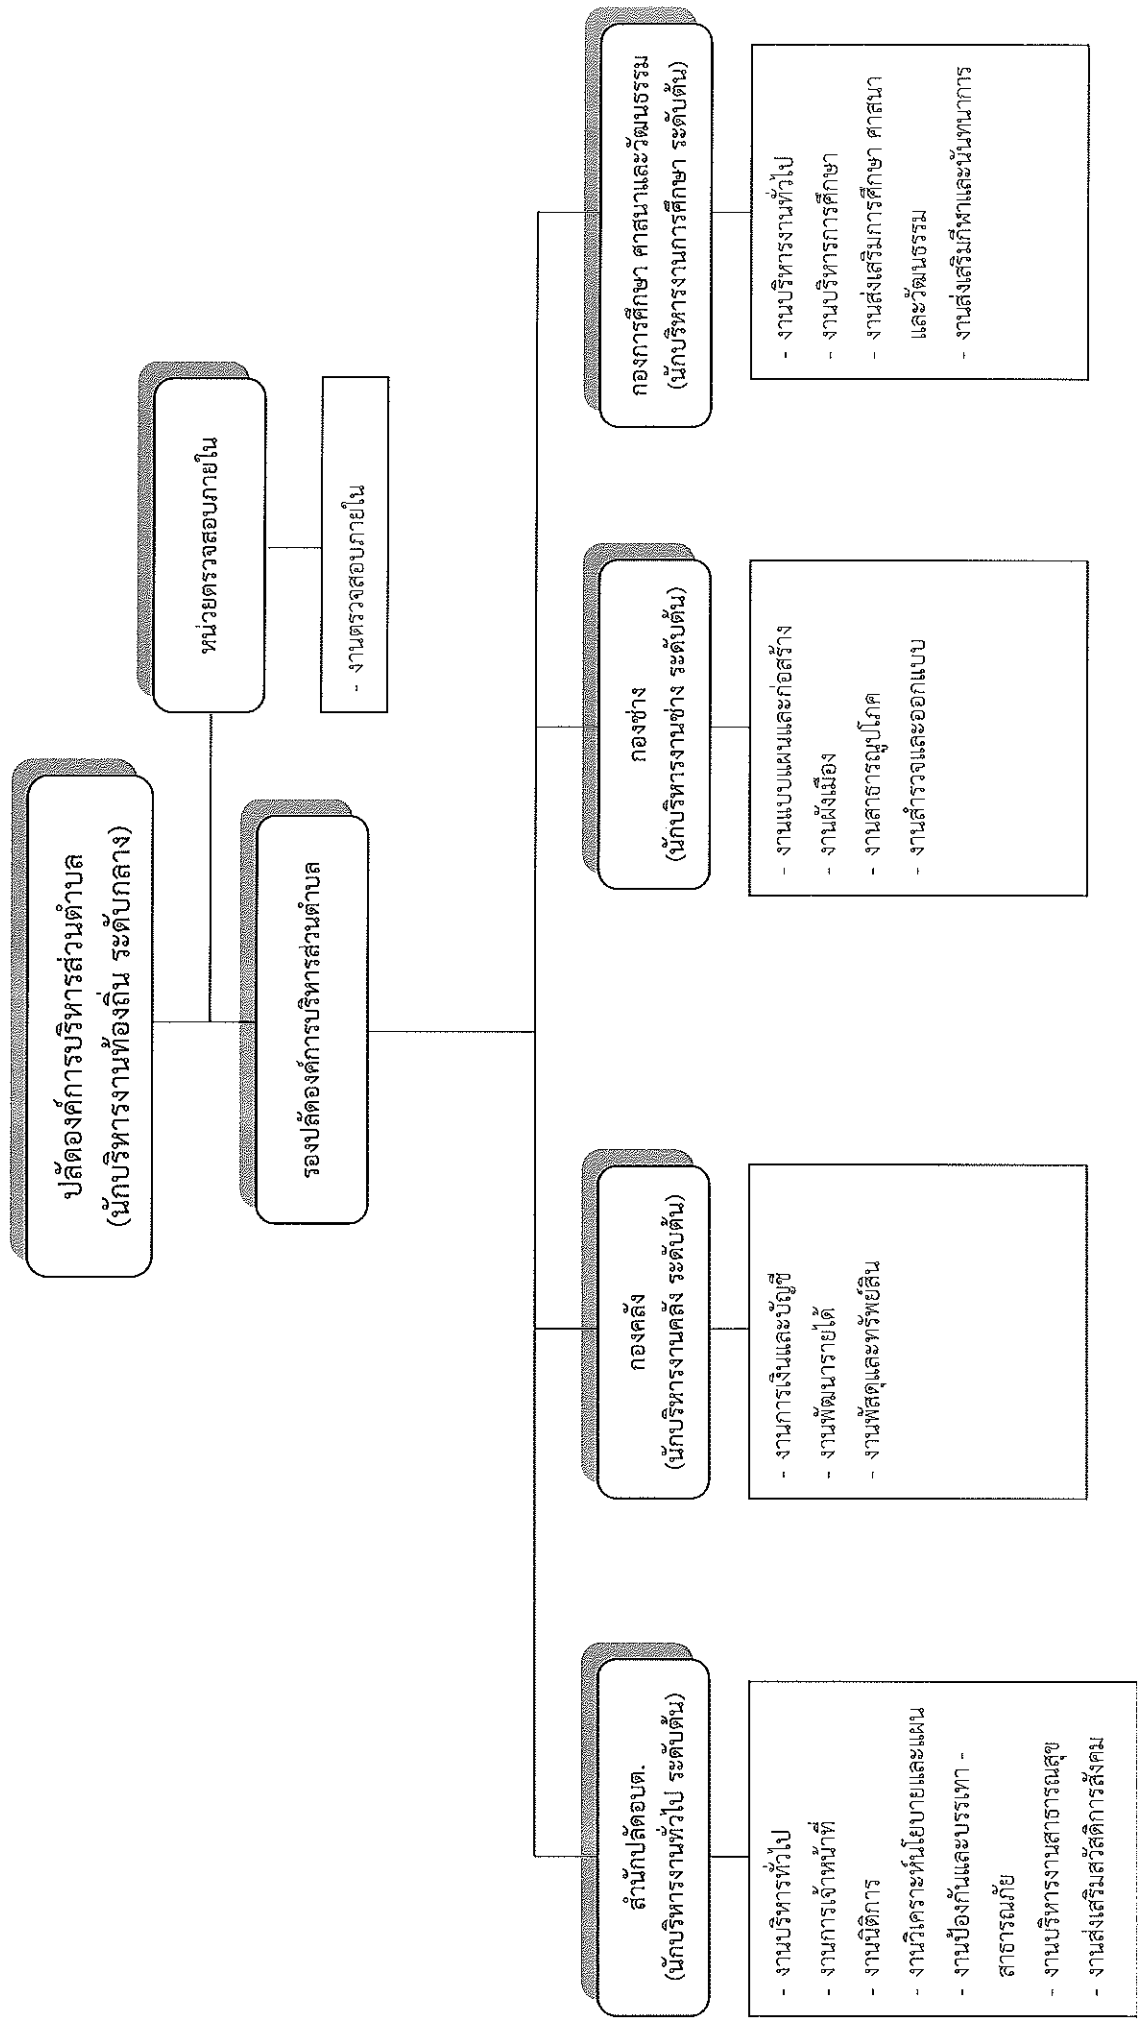 ปลัดองค์การบริหารส่วนตำบล
(นักบริหารงานท้องถิ่น ระดับกลาง)
หน่วยตรวจสอบภายใน
- งานตรวจสอบภายใน
รองปลัดองค์การบริหารส่วนตำบล
สำนักปลัดอบต.
(นักบริหารงานทั่วไป ระดับต้น)
- งานบริหารทั่วไป
- งานการเจ้าหน้าที่
- งานนิติการ
- งานวิเคราะห์นโยบายและแผน
- งานป้องกันและบรรเทา -
สาธารณภัย
- งานบริหารงานสาธารณสุข
- งานส่งเสริมสวัสดิการสังคม
กองคลัง
(นักบริหารงานคลัง ระดับต้น)
- งานการเงินและบัญชี
- งานพัฒนารายได้
- งานพัสดุและทรัพย์สิน
กองช่าง
(นักบริหารงานช่าง ระดับต้น)
- งานแบบแผนและก่อสร้าง
- งานผังเมือง
- งานสาธารณูปโภค
- งานสำรวจและออกแบบ
กองการศึกษา ศาสนาและวัฒนธรรม
(นักบริหารงานการศึกษา ระดับต้น)
- งานบริหารงานทั่วไป
- งานบริหารการศึกษา
- งานส่งเสริมการศึกษา ศาสนา
และวัฒนธรรม
- งานส่งเสริมกีฬาและนันทนาการ